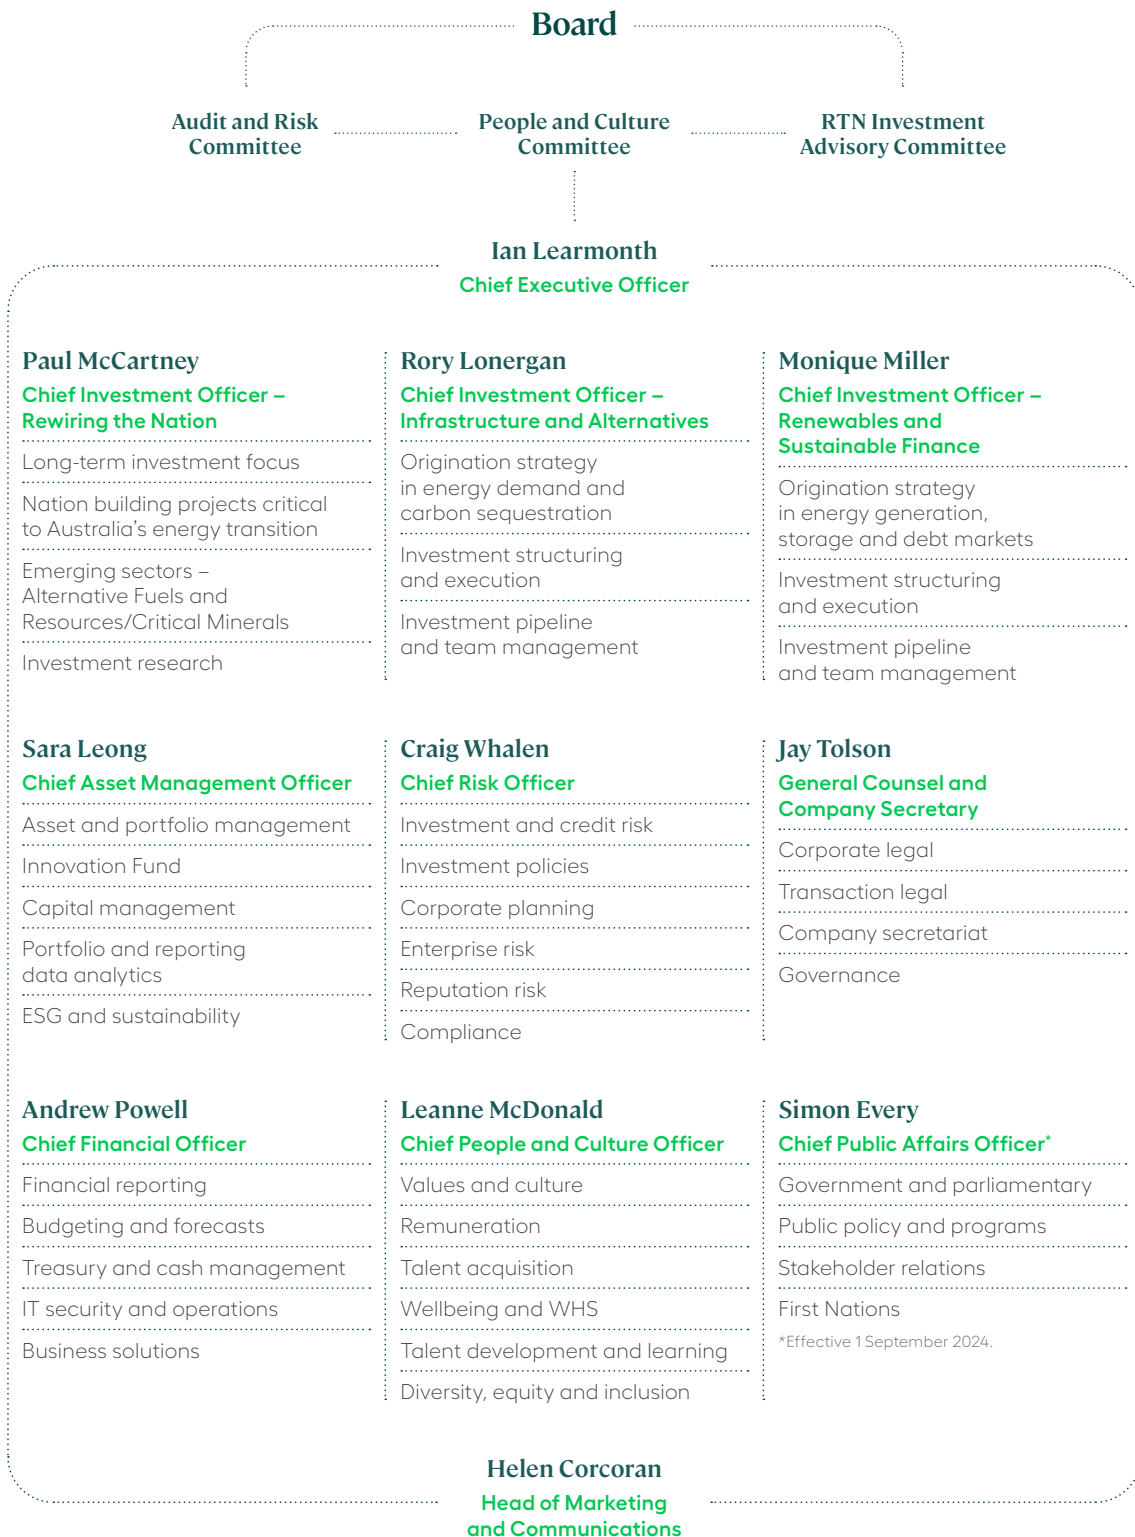 Board
Audit and Risk
Committee
People and Culture
Committee
RTN Investment
Advisory Committee
Ian Learmonth
Chief Executive Officer
Paul McCartney
Chief Investment Officer –
Rewiring the Nation
Long-term investment focus
Nation building projects critical
to Australia's energy transition
Emerging sectors –
Alternative Fuels and
Resources/Critical Minerals
Investment research
Rory Lonergan
Chief Investment Officer –
Infrastructure and Alternatives
Origination strategy
in energy demand and
carbon sequestration
Investment structuring
and execution
Investment pipeline
and team management
Monique Miller
Chief Investment Officer –
Renewables and
Sustainable Finance
Origination strategy
in energy generation,
storage and debt markets
Investment structuring
and execution
Investment pipeline
and team management
Sara Leong
Chief Asset Management Officer
Asset and portfolio management
Innovation Fund
Capital management
Portfolio and reporting
data analytics
ESG and sustainability
Craig Whalen
Chief Risk Officer
Investment and credit risk
Investment policies
Corporate planning
Enterprise risk
Reputation risk
Compliance
Jay Tolson
General Counsel and
Company Secretary
Corporate legal
Transaction legal
Company secretariat
Governance
Andrew Powell
Chief Financial Officer
Financial reporting
Budgeting and forecasts
Treasury and cash management
IT security and operations
Business solutions
Leanne McDonald
Chief People and Culture Officer
Values and culture
Remuneration
Talent acquisition
Wellbeing and WHS
Talent development and learning
Diversity, equity and inclusion
Simon Every
Chief Public Affairs Officer*
Government and parliamentary
Public policy and programs
Stakeholder relations
First Nations
*Effective 1 September 2024.
Helen Corcoran
Head of Marketing
and Communications